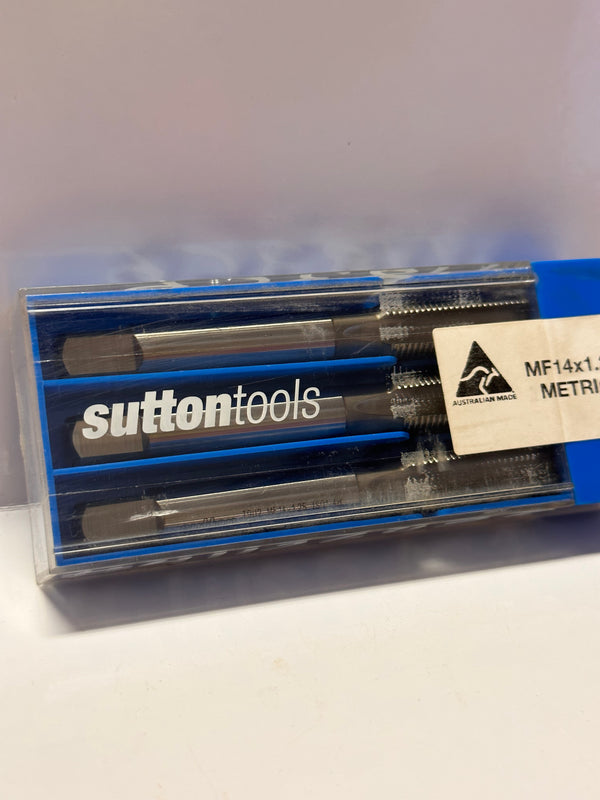 suttontools
AUSTRALIAN MADE
MF14x1.
METRI